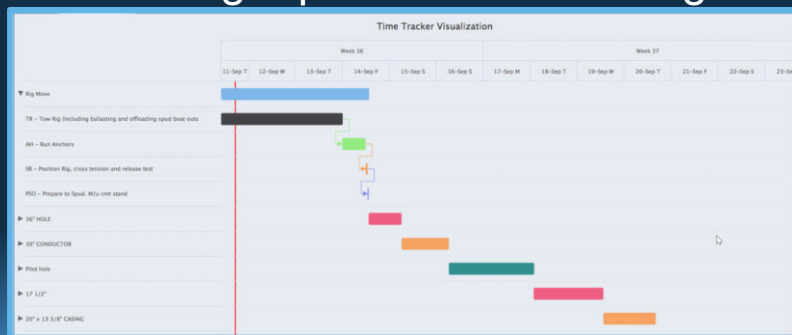 Time Tracker Visualization
Week 36 Week 37
11-Sep T 12-Sep W 13-Sep T 14-Sep F 15-Sep S 16-Sep S 17-Sep M 18-Sep T 19-Sep W 20-Sep T 21-Sep F 22-Sep S 23-Se
Rig Move
TR - Tow Rig (including ballasting and offloading spud boat outs
AH - Run Anchors
SR - Position Rig, cross tension and release test
PSO - Prepare to Spud. M/u cmt stand
36" HOLE
30" CONDUCTOR
Pilot hole
17 1/2"
20" x 13 3/8" CASING